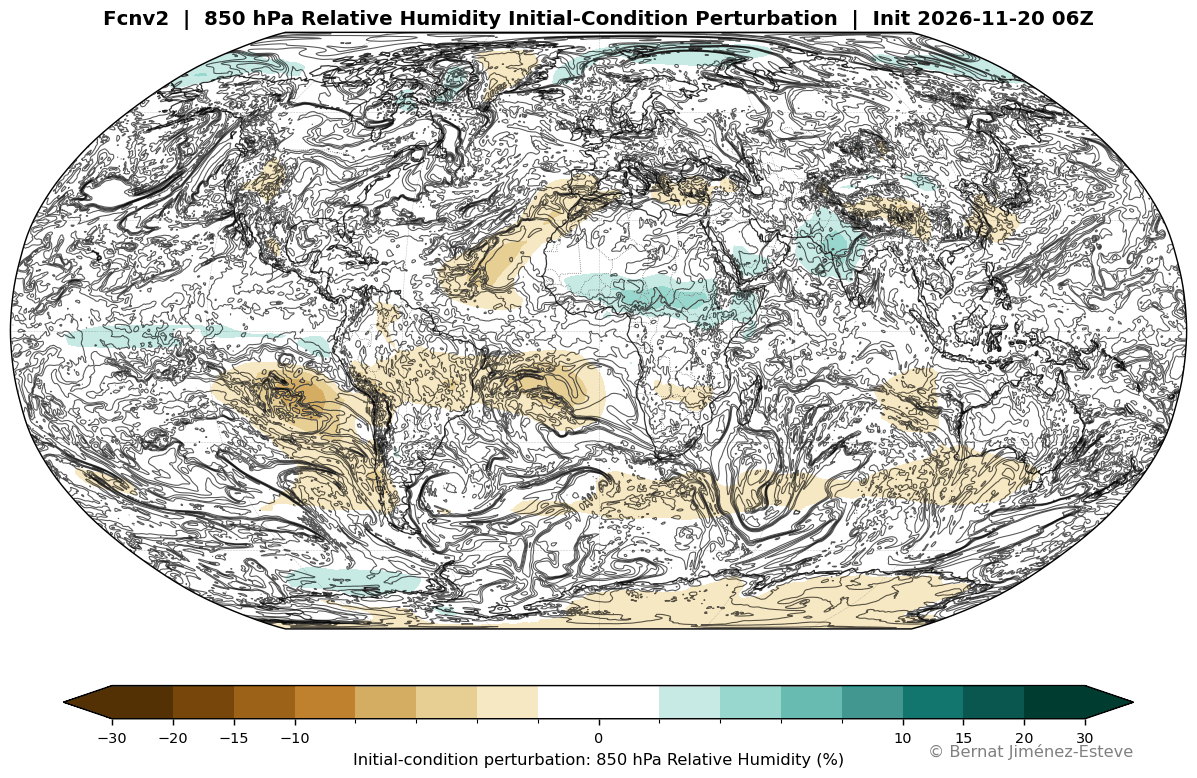 Fcnv2 | 850 hPa Relative Humidity Initial-Condition Perturbation | Init 2026-11-20 06Z
−30 −20 −15 −10 0 10 15 20 30
Initial-condition perturbation: 850 hPa Relative Humidity (%)
© Bernat Jiménez-Esteve